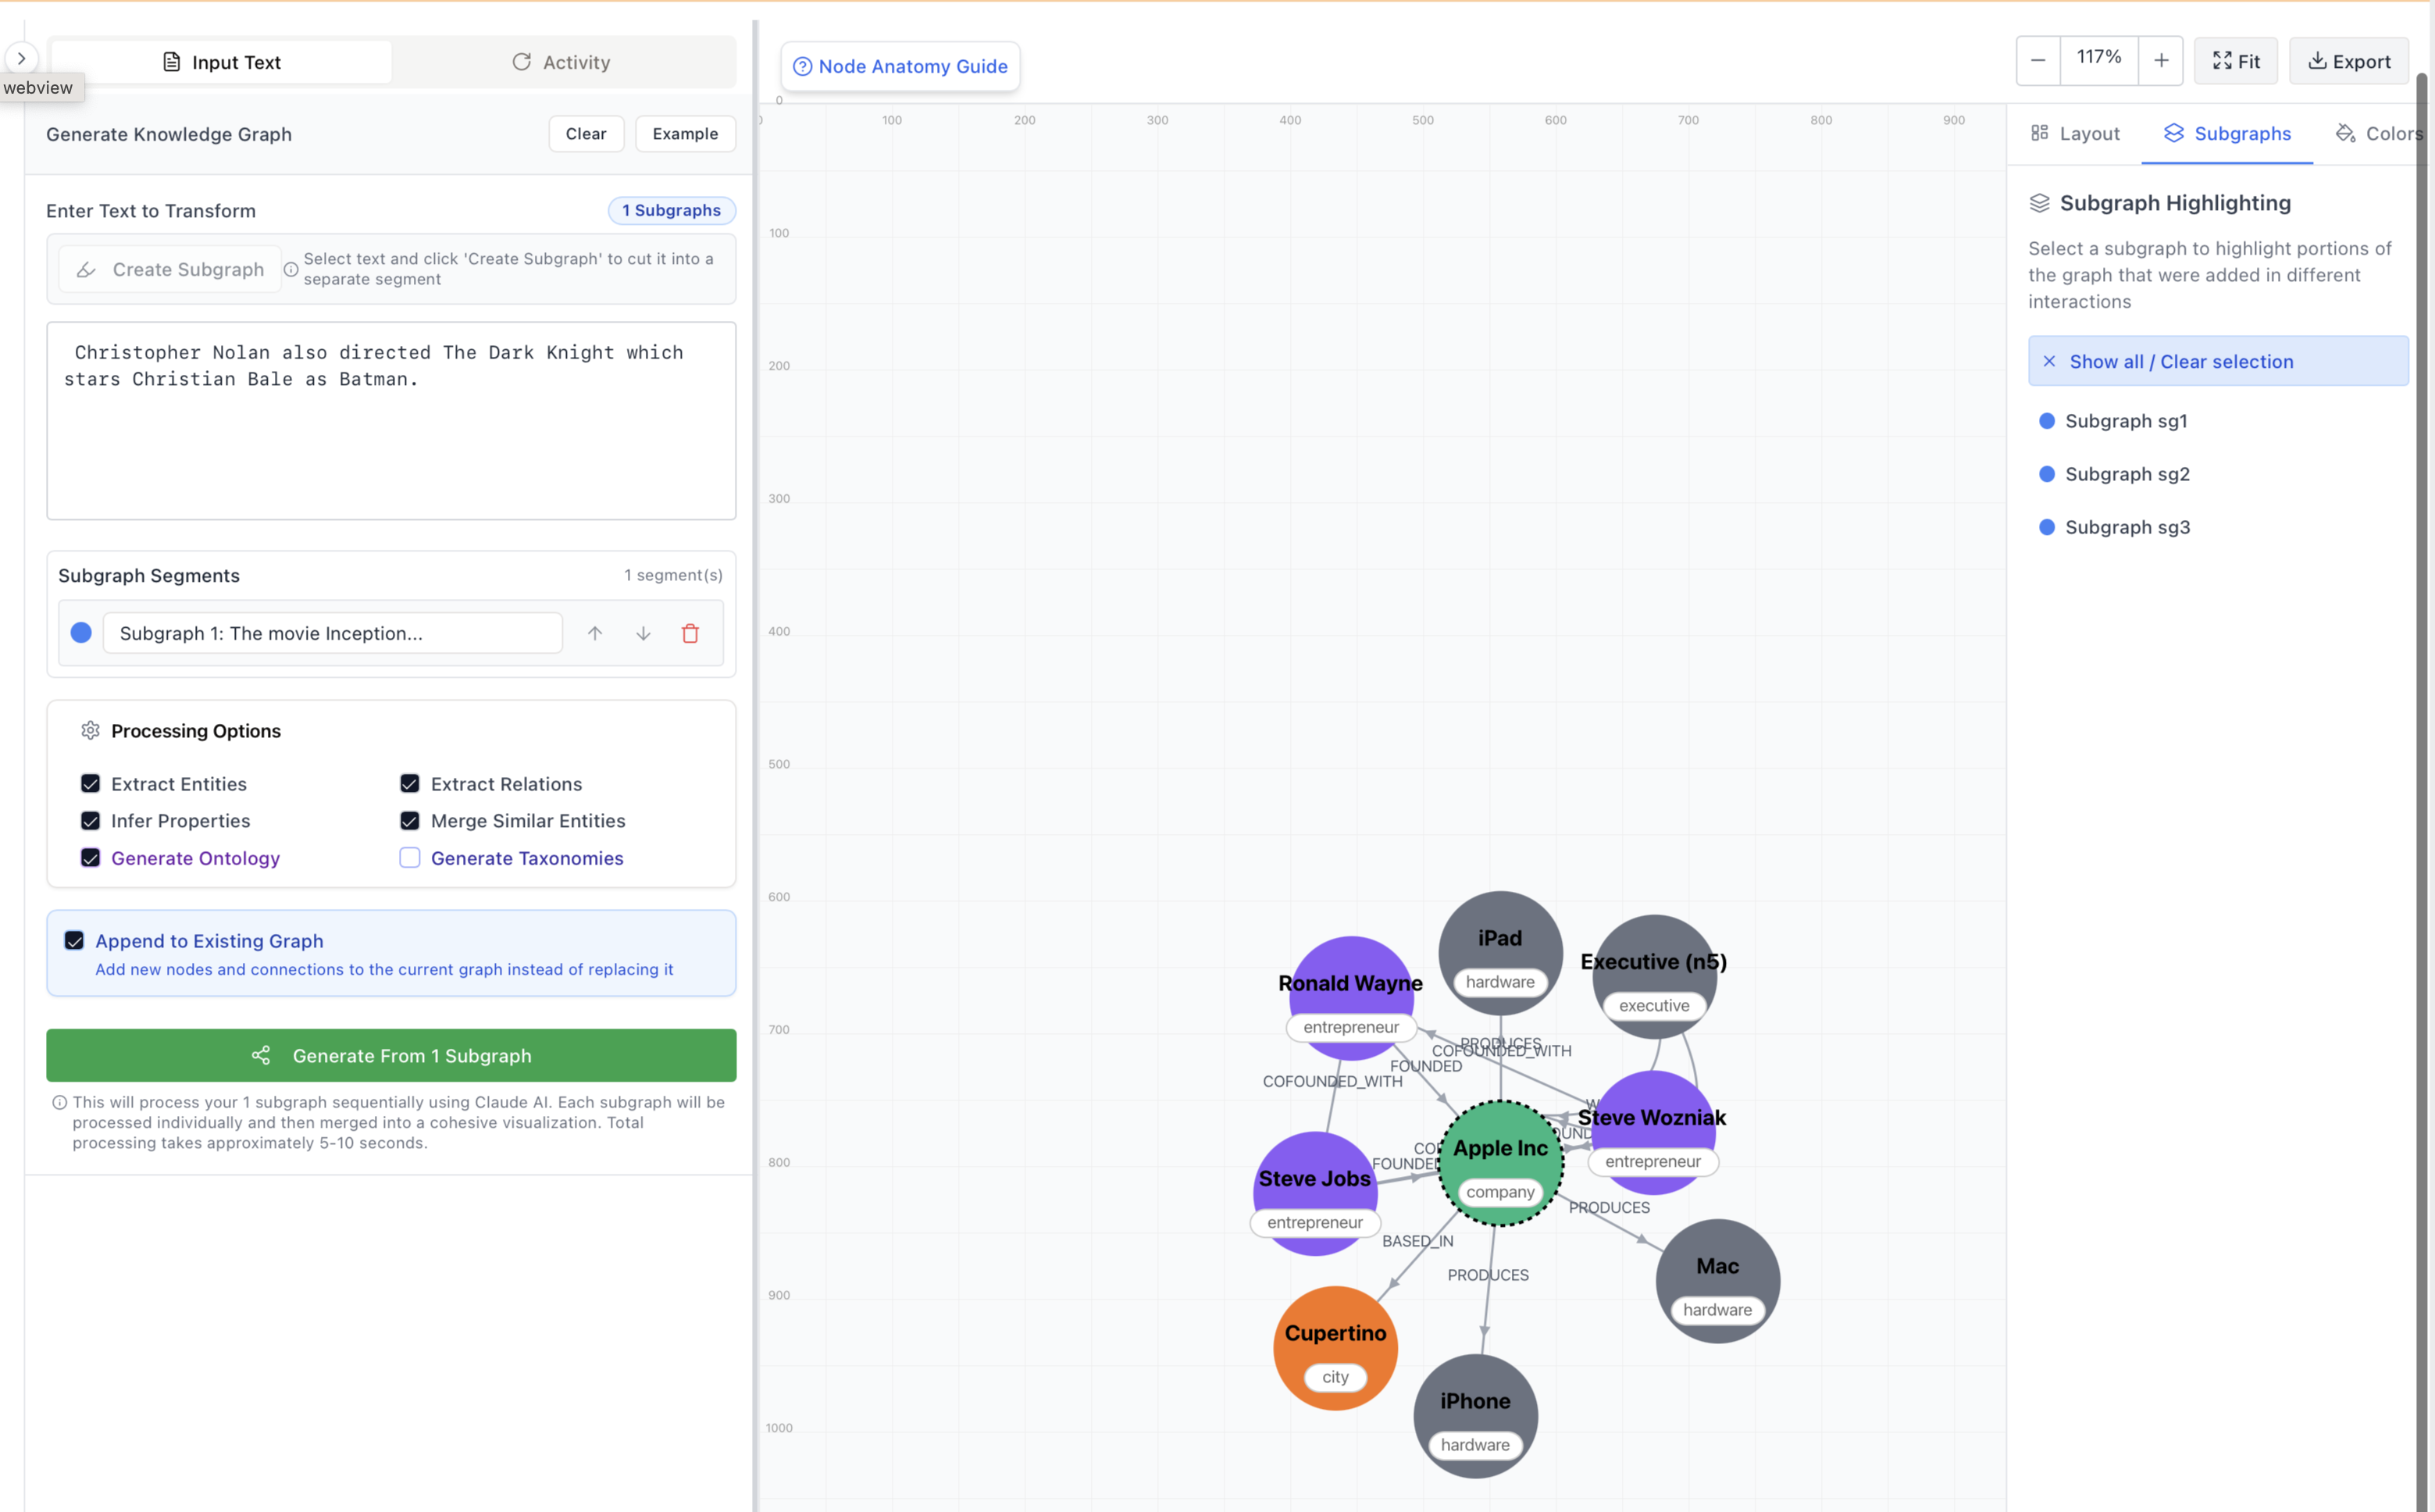 Input Text
Activity
webview
Generate Knowledge Graph
Clear
Example
Enter Text to Transform
1 Subgraphs
Create Subgraph
Select text and click 'Create Subgraph' to cut it into a
separate segment
Christopher Nolan also directed The Dark Knight which
stars Christian Bale as Batman.
Subgraph Segments
1 segment(s)
Subgraph 1: The movie Inception...
Processing Options
Extract Entities
Extract Relations
Infer Properties
Merge Similar Entities
Generate Ontology
Generate Taxonomies
Append to Existing Graph
Add new nodes and connections to the current graph instead of replacing it
Generate From 1 Subgraph
This will process your 1 subgraph sequentially using Claude AI. Each subgraph will be
processed individually and then merged into a cohesive visualization. Total
processing takes approximately 5-10 seconds.
Node Anatomy Guide
117%
Fit
Export
0
100
200
300
400
500
600
700
800
900
100
200
300
400
500
600
700
800
900
1000
iPad
hardware
Executive (n5)
executive
Ronald Wayne
entrepreneur
PRODUCES
COFOUNDED_WITH
FOUNDED
COFOUNDED_WITH
Steve Wozniak
entrepreneur
Apple Inc
company
Steve Jobs
entrepreneur
PRODUCES
BASED_IN
PRODUCES
Mac
hardware
Cupertino
city
iPhone
hardware
Layout
Subgraphs
Colors
Subgraph Highlighting
Select a subgraph to highlight portions of
the graph that were added in different
interactions
Show all / Clear selection
Subgraph sg1
Subgraph sg2
Subgraph sg3